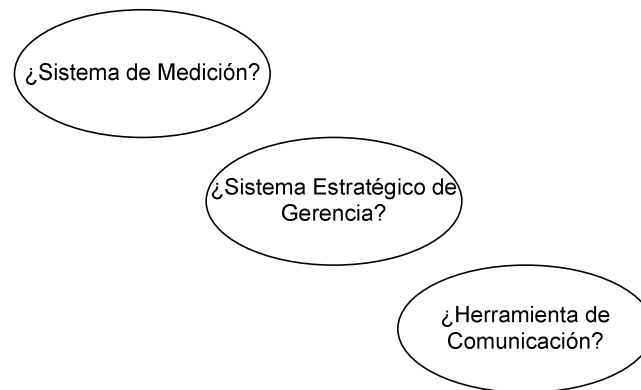 ¿Sistema de Medición?
¿Sistema Estratégico de
Gerencia?
¿Herramienta de
Comunicación?